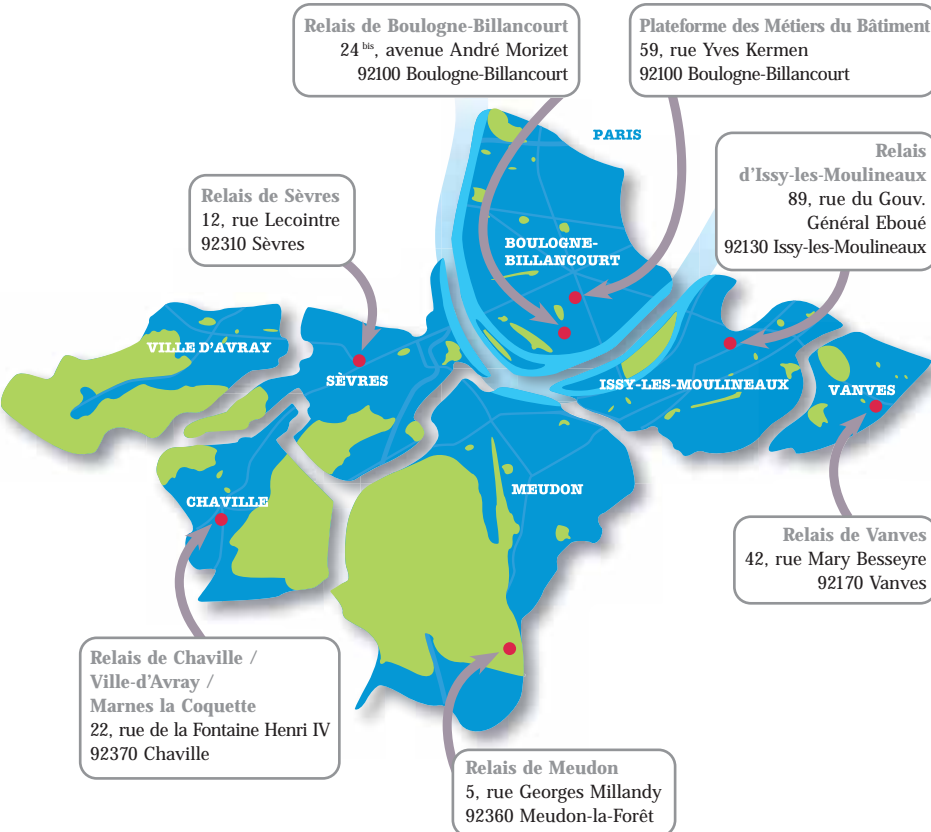 Relais de Boulogne-Billancourt
24 bis, avenue André Morizet
92100 Boulogne-Billancourt
Plateforme des Métiers du Bâtiment
59, rue Yves Kermen
92100 Boulogne-Billancourt
PARIS
Relais
d'Issy-les-Moulineaux
89, rue du Gouv.
Général Eboué
92130 Issy-les-Moulineaux
Relais de Sèvres
12, rue Lecointre
92310 Sèvres
BOULOGNE-
BILLANCOURT
VILLE D'AVRAY
SÈVRES
ISSY-LES-MOULINEAUX
VANVES
CHAVILLE
MEUDON
Relais de Vanves
42, rue Mary Besseyre
92170 Vanves
Relais de Chaville /
Ville-d'Avray /
Marnes la Coquette
22, rue de la Fontaine Henri IV
92370 Chaville
Relais de Meudon
5, rue Georges Millandy
92360 Meudon-la-Forêt